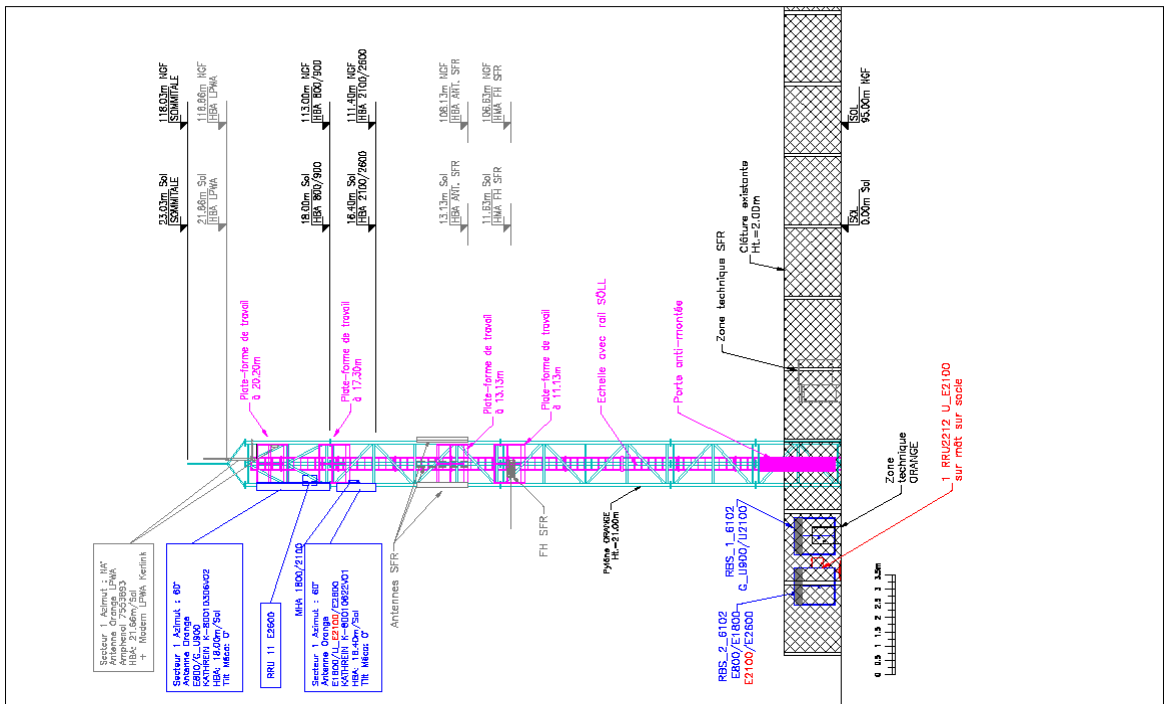 118.03m NGF
SOMMITALE
118.86m NGF
HBA LPWA
113.00m NGF
HBA 800/900
111.40m NGF
HBA 2100/2600
108.13m NGF
HBA ANT. SFR
106.53m NGF
HMA FH SFR
SOL
95.00m NGF
23.03m Sol
SOMMITALE
21.86m Sol
HBA LPWA
18.00m Sol
HBA 800/900
16.40m Sol
HBA 2100/2600
13.13m Sol
HBA ANT. SFR
11.53m Sol
HMA FH SFR
SOL
0.00m Sol
Clôture existante
Ht.=2.00m
Zone technique SFR
Plate-forme de travail
à 20.20m
Plate-forme de travail
à 17.30m
Plate-forme de travail
à 13.13m
Plate-forme de travail
à 11.13m
Echelle avec rail SÖLL
Porte anti-montée
Secteur 1 Azimut : NA°
Antenne Orange LPWA
Amphenol 7553893
HBA: 21.66m/Sol
+ Modem LPWA Kerlink
Secteur 1 Azimut : 60°
Antenne Orange
E800/G_U900
KATHREIN K-80010306V02
HBA: 18.00m/Sol
Tilt Méca: 0°
RRU 11 E2600
MHA 1800/2100
Secteur 1 Azimut : 60°
Antenne Orange
E1800/U_E2100/E2600
KATHREIN K-80010622V01
HBA: 16.40m/Sol
Tilt Méca: 0°
Antennes SFR
FH SFR
Pylône ORANGE
Ht.=21.00m
RBS_1_6102
G_U900/U2100
RBS_2_6102
E800/E1800
E2100/E2600
Zone
technique
ORANGE
1 RRU2212 U_E2100
sur mât sur socle
0 0.5 1 1.5 2 2.5 3 3.5m